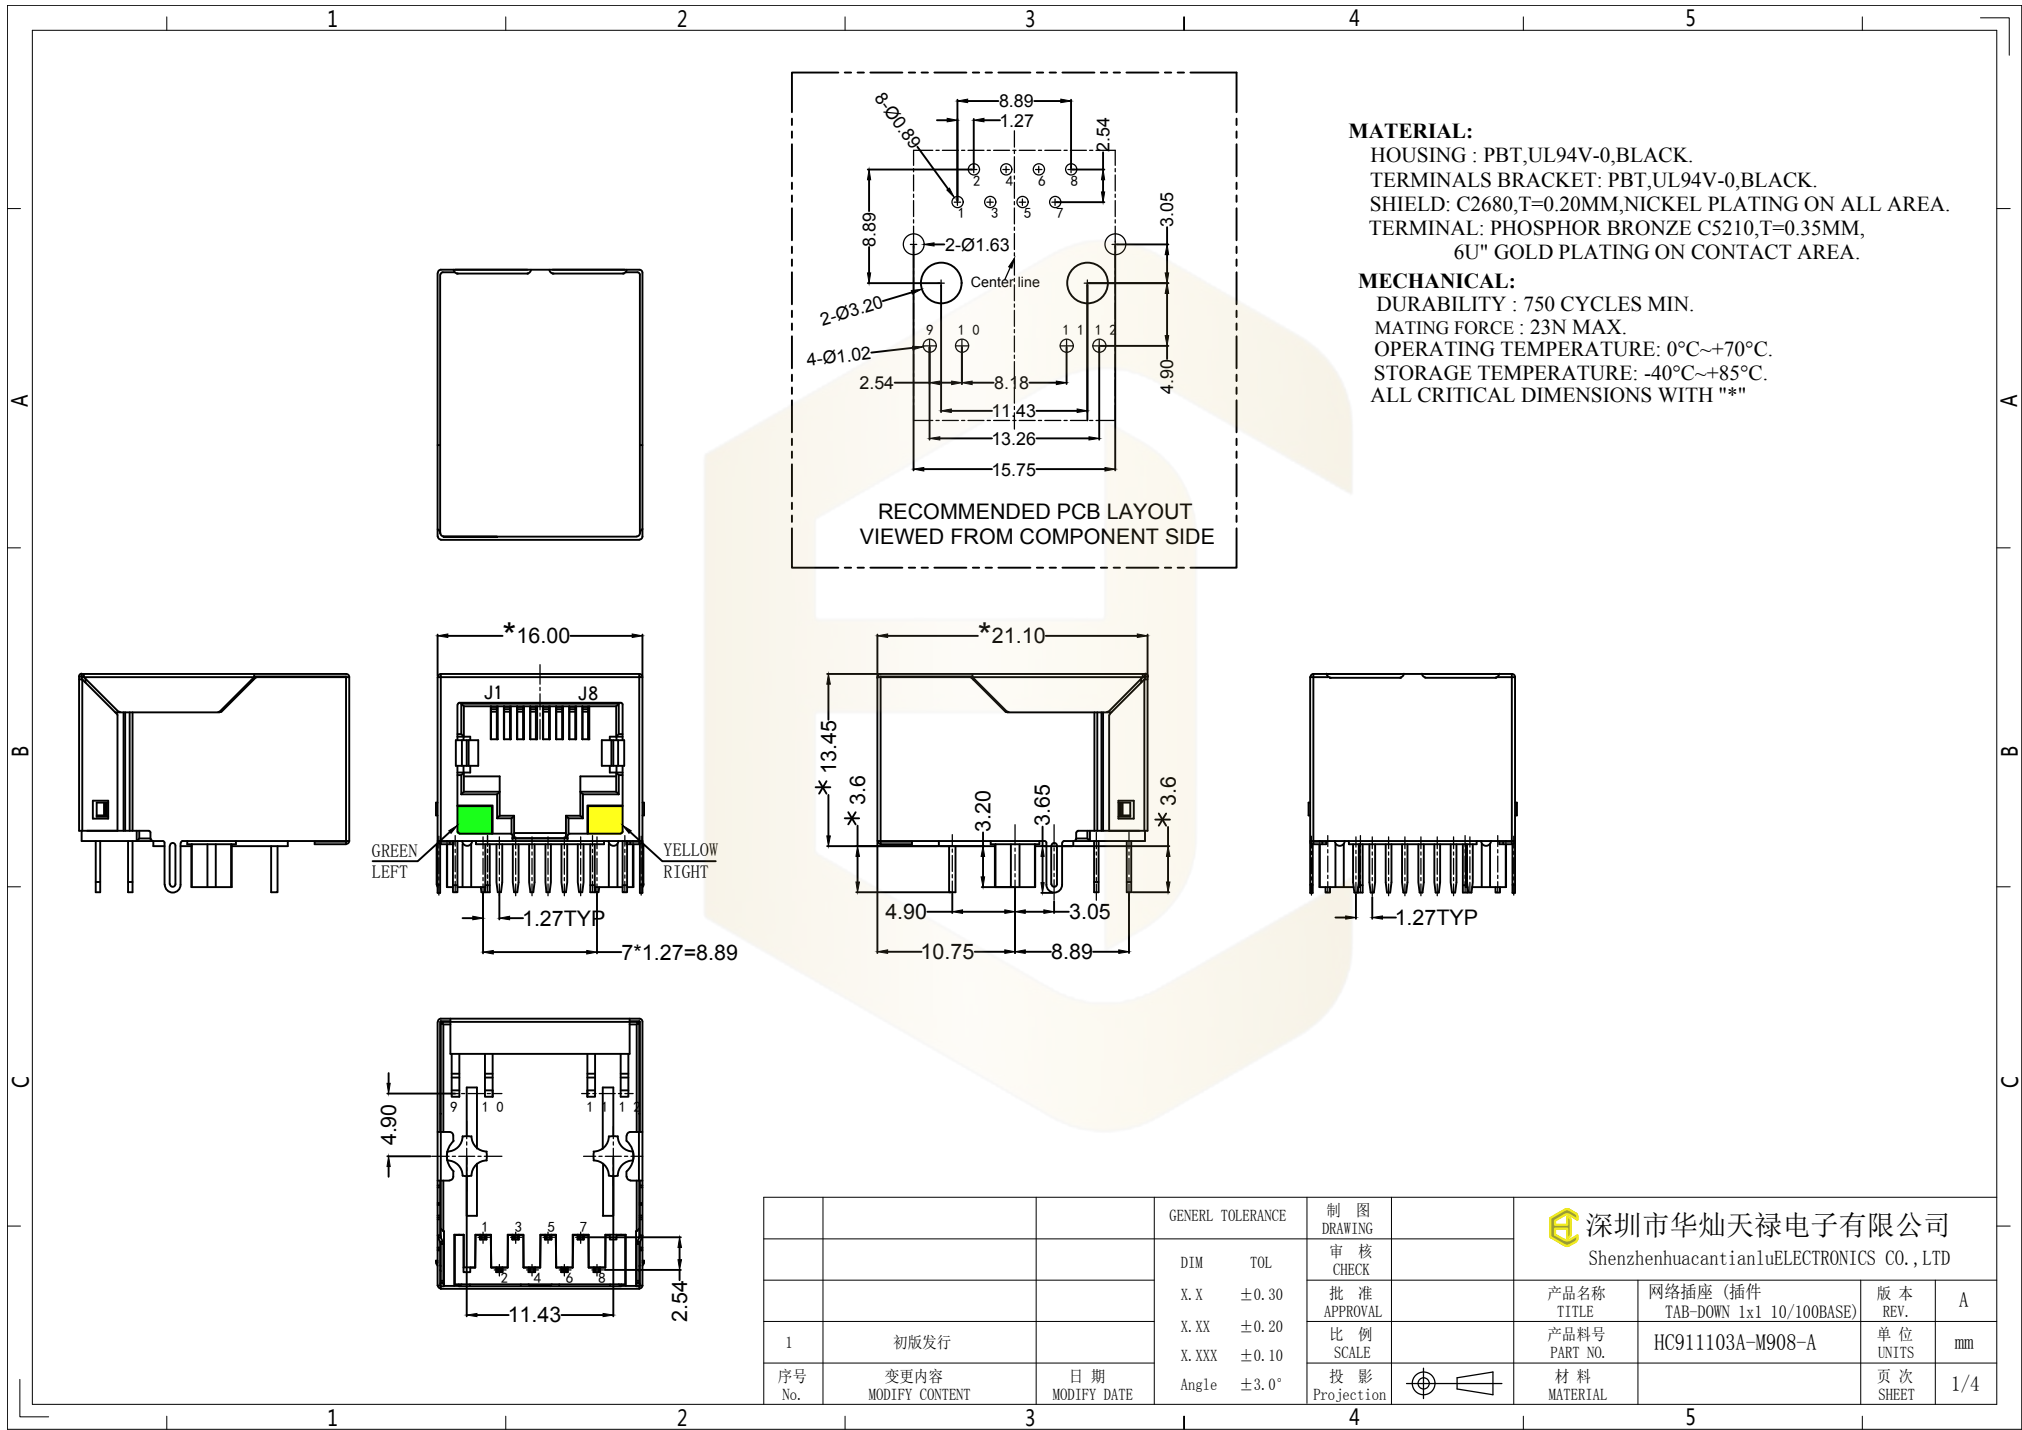 1 2 3 4 5
8-Ø0.89
8.89
1.27
2.54
2 4 6 8
1 3 5 7
8.89
3.05
2-Ø1.63
Center line
2-Ø3.20
9 10 11 12
4-Ø1.02
4.90
2.54
8.18
11.43
13.26
15.75
RECOMMENDED PCB LAYOUT
VIEWED FROM COMPONENT SIDE
MATERIAL:
HOUSING : PBT,UL94V-0,BLACK.
TERMINALS BRACKET: PBT,UL94V-0,BLACK.
SHIELD: C2680,T=0.20MM,NICKEL PLATING ON ALL AREA.
TERMINAL: PHOSPHOR BRONZE C5210,T=0.35MM,
6U" GOLD PLATING ON CONTACT AREA.
MECHANICAL:
DURABILITY : 750 CYCLES MIN.
MATING FORCE : 23N MAX.
OPERATING TEMPERATURE: 0°C~+70°C.
STORAGE TEMPERATURE: -40°C~+85°C.
ALL CRITICAL DIMENSIONS WITH "*"
A A
B B
C C
*16.00
J1 J8
GREEN
LEFT
YELLOW
RIGHT
1.27TYP
7*1.27=8.89
*21.10
*13.45
*3.6
3.20
3.65
*3.6
4.90
3.05
10.75
8.89
1.27TYP
9 10 11 12
4.90
1 3 5 7
2 4 6 8
11.43
2.54
GENERL TOLERANCE
DIM TOL
X.X ±0.30
X.XX ±0.20
X.XXX ±0.10
Angle ±3.0°
1 初版发行
序号 变更内容 日 期
No. MODIFY CONTENT MODIFY DATE
制 图
DRAWING
审 核
CHECK
批 准
APPROVAL
比 例
SCALE
投 影
Projection
深圳市华灿天禄电子有限公司
ShenzhenhuacantianluELECTRONICS CO.,LTD
产品名称
TITLE
网络插座 (插件
TAB-DOWN 1x1 10/100BASE)
版 本
REV.
A
产品料号
PART NO.
HC911103A-M908-A
单 位
UNITS
mm
材 料
MATERIAL
页 次
SHEET
1/4
1 2 3 4 5